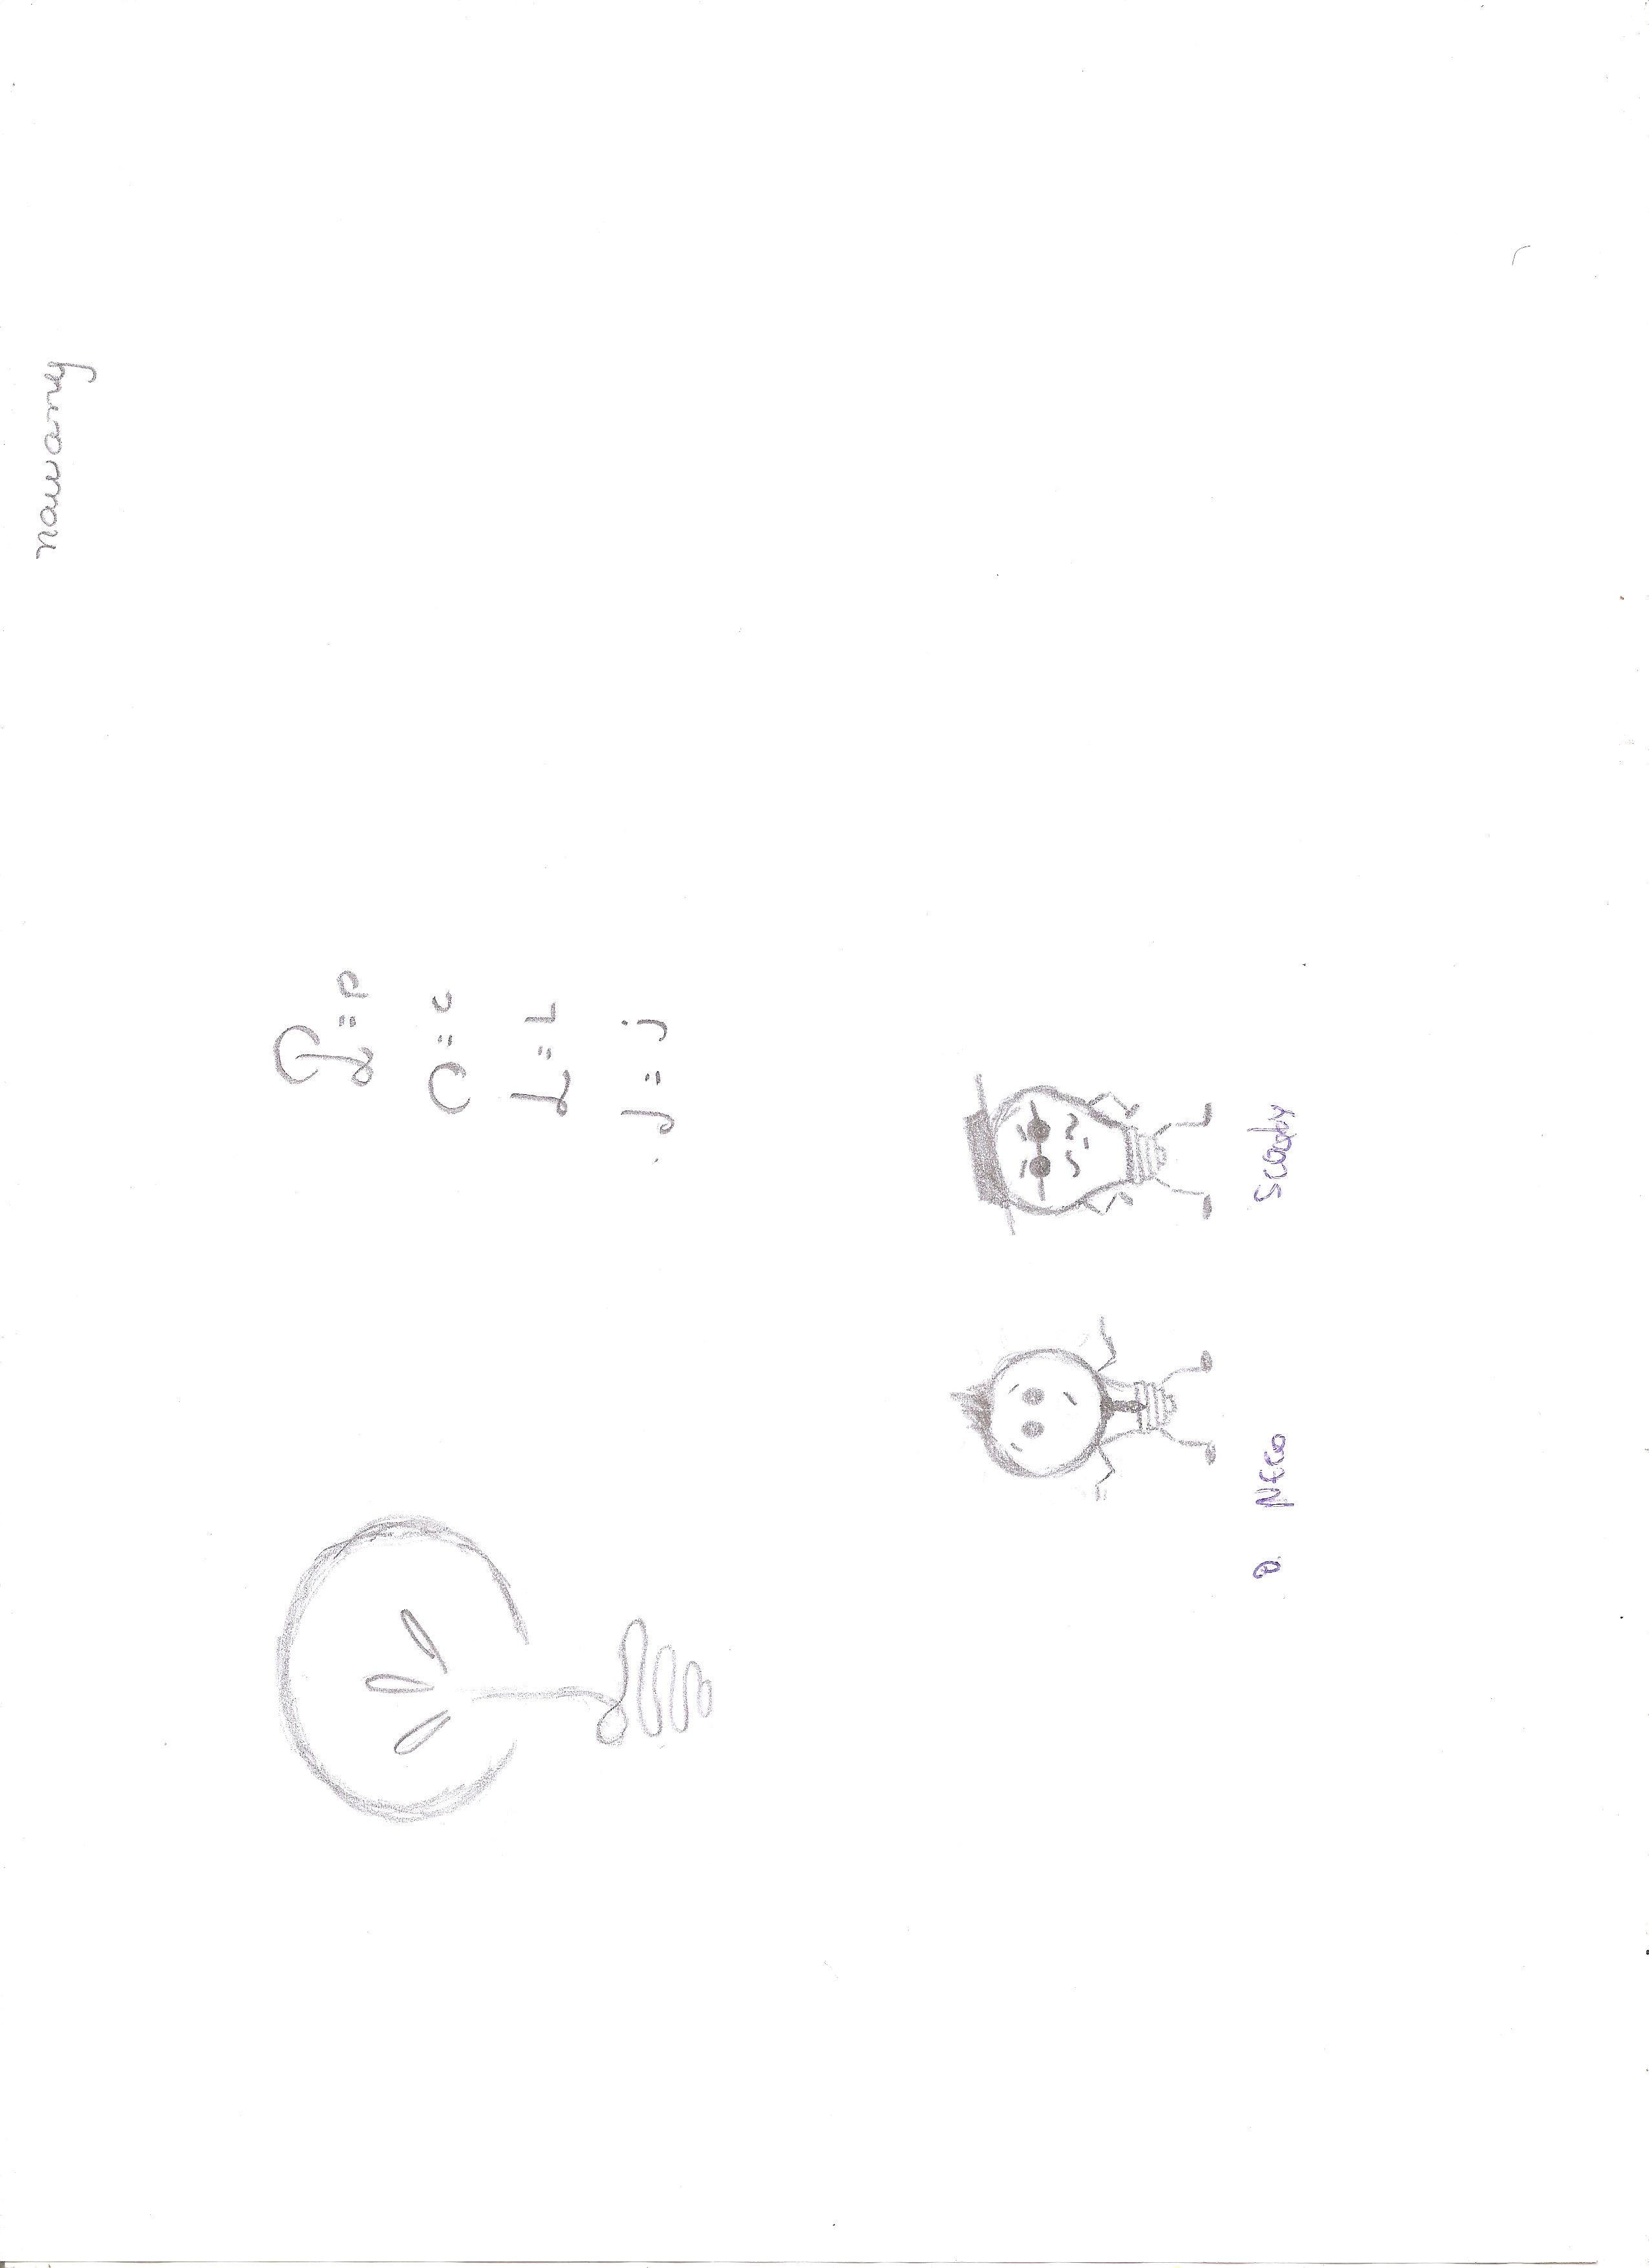 nawany
P = p
c = c
L = L
J = j
D. NECO Scooby